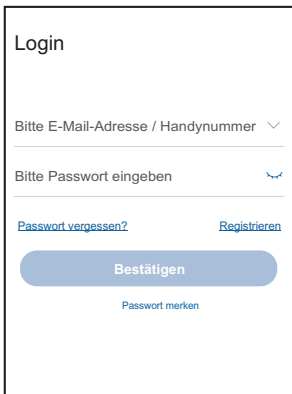 Login
Bitte E-Mail-Adresse / Handynummer
Bitte Passwort eingeben
Passwort vergessen? Registrieren
Bestätigen
Passwort merken